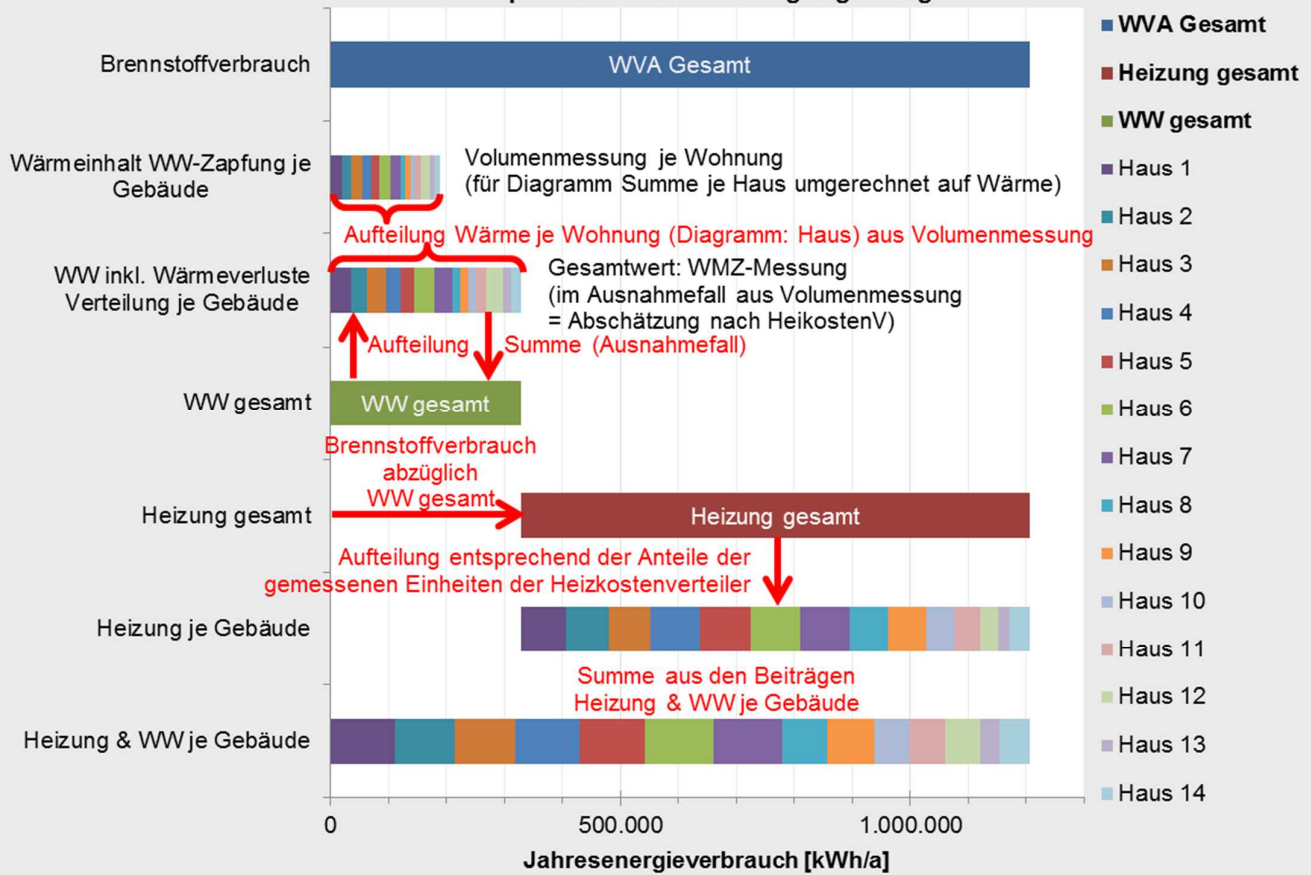 Brennstoffverbrauch
WVA Gesamt
Wärmeinhalt WW-Zapfung je
Gebäude
Volumenmessung je Wohnung
(für Diagramm Summe je Haus umgerechnet auf Wärme)
Aufteilung Wärme je Wohnung (Diagramm: Haus) aus Volumenmessung
WW inkl. Wärmeverluste
Verteilung je Gebäude
Gesamtwert: WMZ-Messung
(im Ausnahmefall aus Volumenmessung
= Abschätzung nach HeikostenV)
Aufteilung
Summe (Ausnahmefall)
WW gesamt
WW gesamt
Brennstoffverbrauch
abzüglich
WW gesamt
Heizung gesamt
Heizung gesamt
Aufteilung entsprechend der Anteile der
gemessenen Einheiten der Heizkostenverteiler
Heizung je Gebäude
Summe aus den Beiträgen
Heizung & WW je Gebäude
Heizung & WW je Gebäude
0
500.000
1.000.000
Jahresenergieverbrauch [kWh/a]
WVA Gesamt
Heizung gesamt
WW gesamt
Haus 1
Haus 2
Haus 3
Haus 4
Haus 5
Haus 6
Haus 7
Haus 8
Haus 9
Haus 10
Haus 11
Haus 12
Haus 13
Haus 14